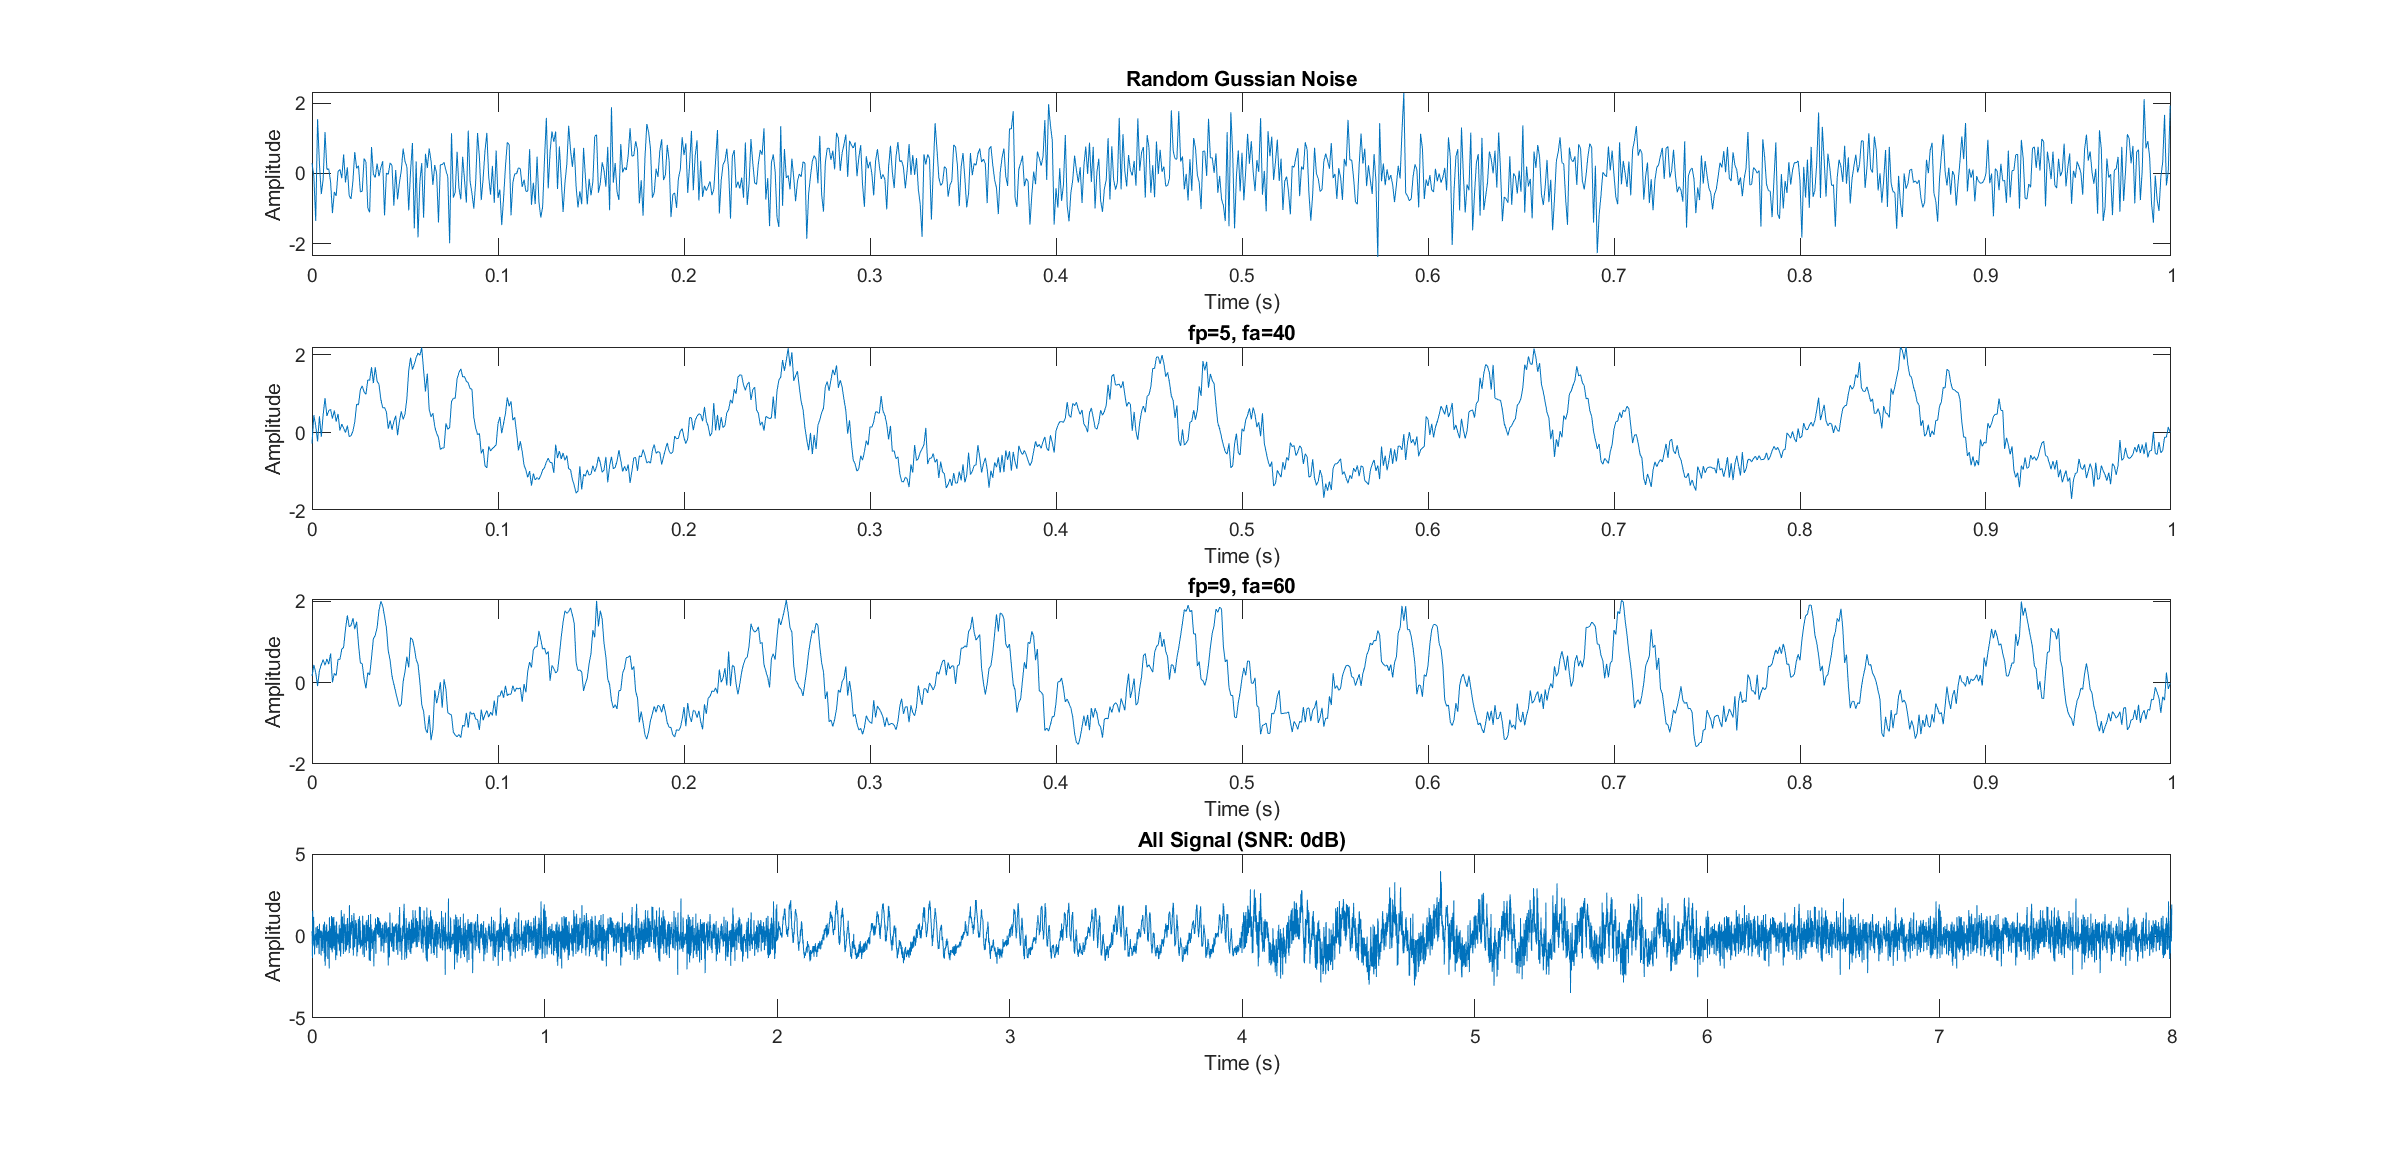 Random Gussian Noise
Amplitude
2
0
-2
0 0.1 0.2 0.3 0.4 0.5 0.6 0.7 0.8 0.9 1
Time (s)
fp=5, fa=40
Amplitude
2
0
-2
0 0.1 0.2 0.3 0.4 0.5 0.6 0.7 0.8 0.9 1
Time (s)
fp=9, fa=60
Amplitude
2
0
-2
0 0.1 0.2 0.3 0.4 0.5 0.6 0.7 0.8 0.9 1
Time (s)
All Signal (SNR: 0dB)
Amplitude
5
0
-5
0 1 2 3 4 5 6 7 8
Time (s)